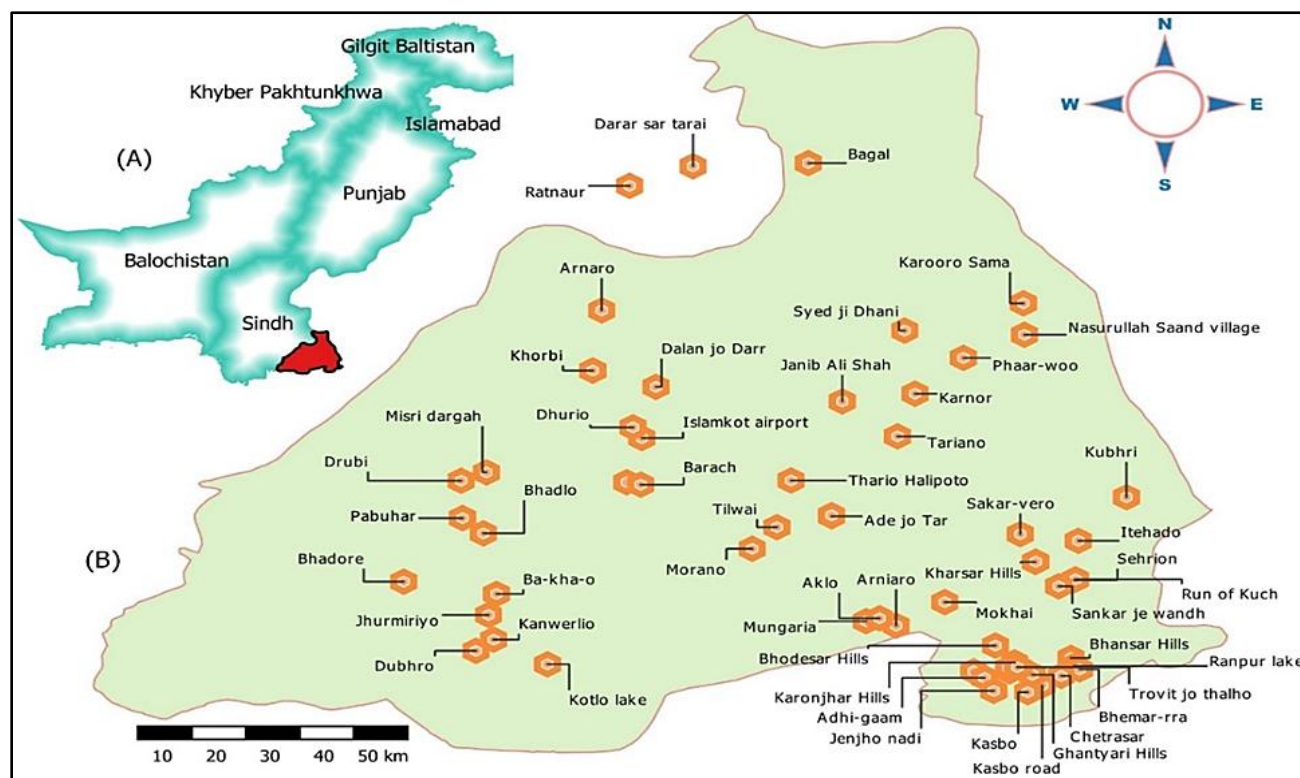 Gilgit Baltistan
Khyber Pakhtunkhwa
Islamabad
(A)
Punjab
Balochistan
Sindh
N
W
E
S
Darar sar tarai
Bagal
Ratnaur
Arnaro
Karooro Sama
Syed ji Dhani
Nasurullah Saand village
Khorbi
Dalan jo Darr
Janib Ali Shah
Phaar-woo
Karnor
Misri dargah
Dhurio
Islamkot airport
Tariano
Drubi
Barach
Thario Halipoto
Kubhri
Bhadlo
Sakar-vero
Pabuhar
Tilwai
Ade jo Tar
Itehado
(B)
Bhadore
Morano
Sehrion
Ba-kha-o
Aklo
Arniaro
Kharsar Hills
Run of Kuch
Jhurmiriyo
Mokhai
Sankar je wandh
Kanwerlio
Mungaria
Dubhro
Bhodesar Hills
Bhansar Hills
Ranpur lake
Kotlo lake
Karonjhar Hills
Trovit jo thalho
Adhi-gaam
Bhemar-rra
Jenjho nadi
Kasbo
Chetrasar
Ghantyari Hills
Kasbo road
10 20 30 40 50 km